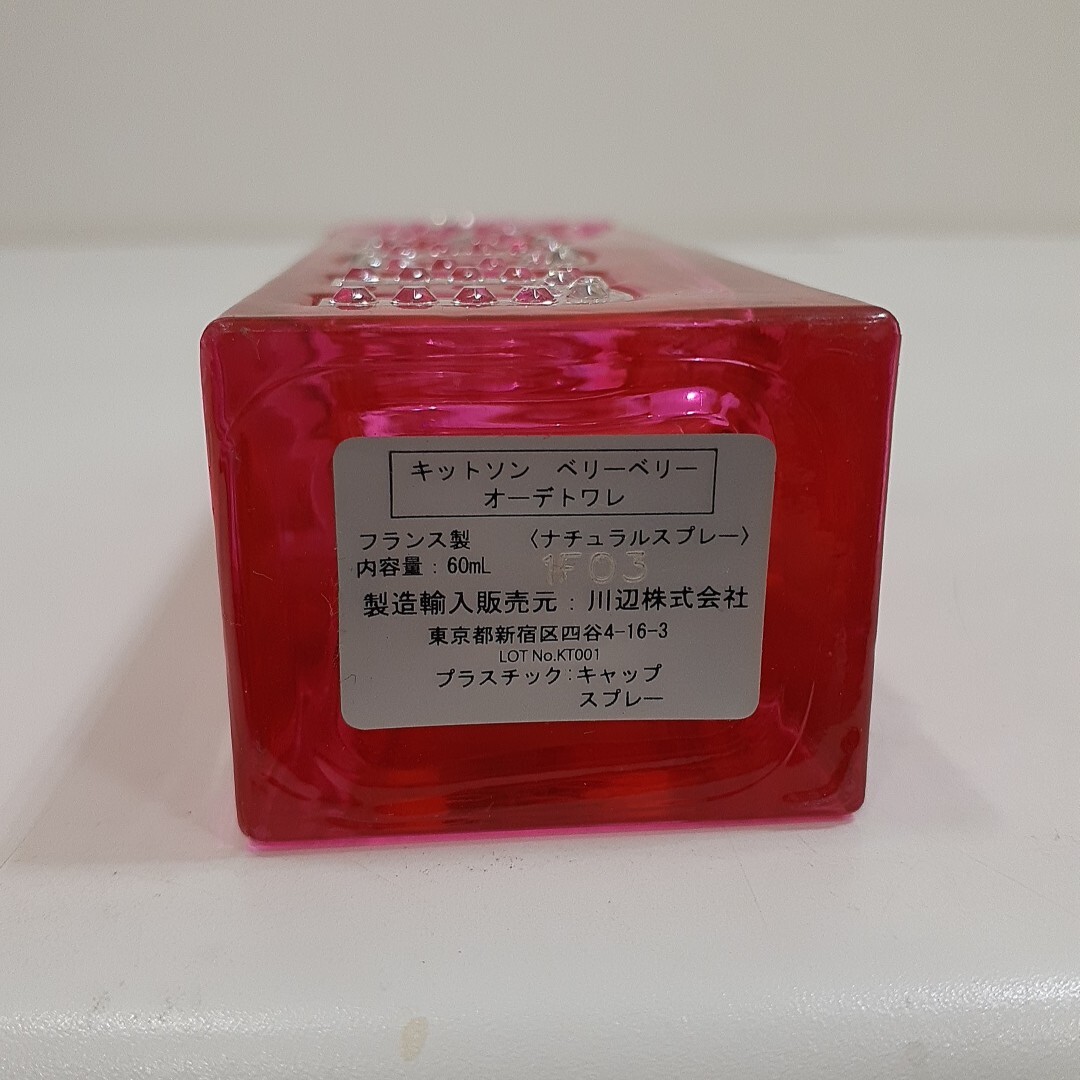 キットソン ベリーベリー
オーデトワレ
フランス製 〈ナチュラルスプレー〉
内容量：60mL 1F03
製造輸入販売元：川辺株式会社
東京都新宿区四谷4-16-3
LOT No.KT001
プラスチック：キャップ
スプレー